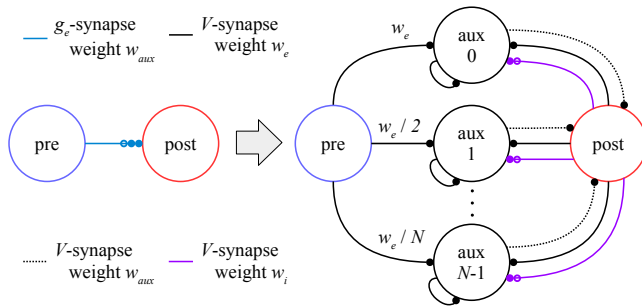 g_e-synapse
weight w_aux
V-synapse
weight w_e
pre
post
V-synapse
weight w_aux
V-synapse
weight w_i
w_e
w_e / 2
w_e / N
pre
aux
0
aux
1
aux
N-1
post